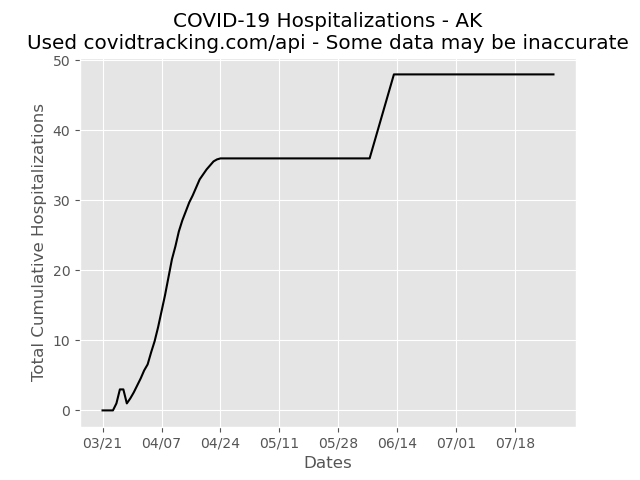 COVID-19 Hospitalizations - AK
Used covidtracking.com/api - Some data may be inaccurate
Total Cumulative Hospitalizations
50
40
30
20
10
0
03/21 04/07 04/24 05/11 05/28 06/14 07/01 07/18
Dates